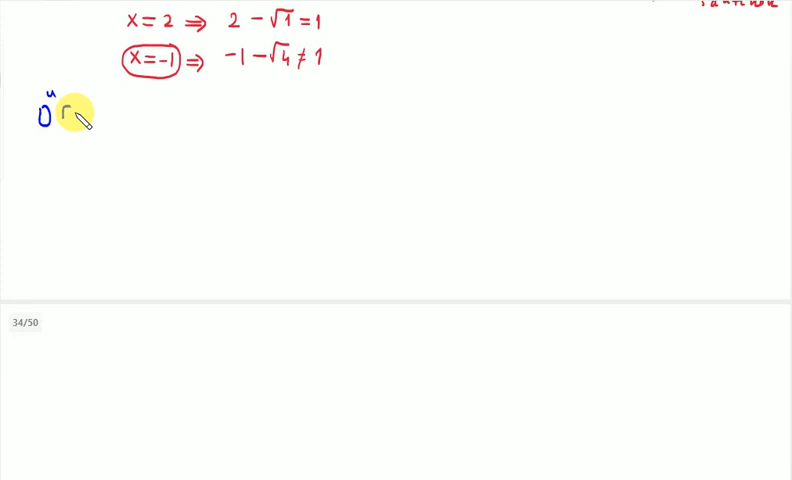 x = 2 ⇒ 2 - √1 = 1
x = -1 ⇒ -1 - √4 ≠ 1
Ö
34/50